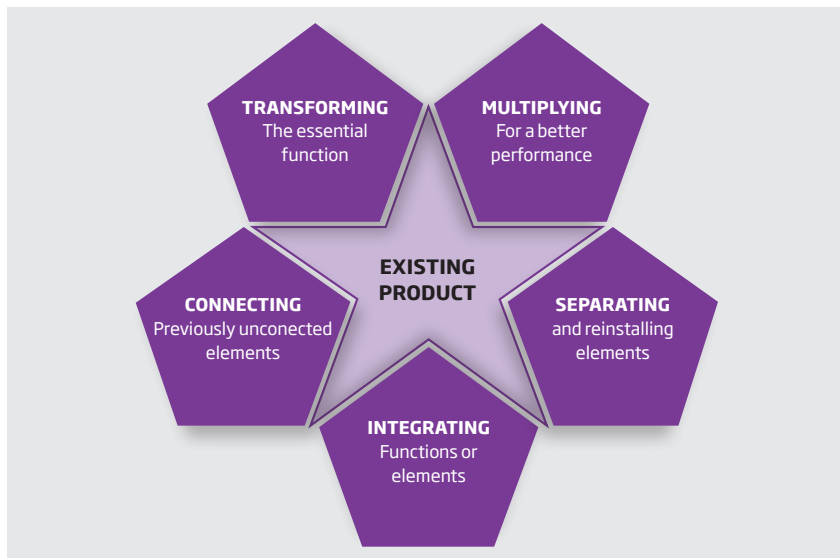 TRANSFORMING
The essential
function
MULTIPLYING
For a better
performance
EXISTING
PRODUCT
CONNECTING
Previously unconected
elements
SEPARATING
and reinstalling
elements
INTEGRATING
Functions or
elements